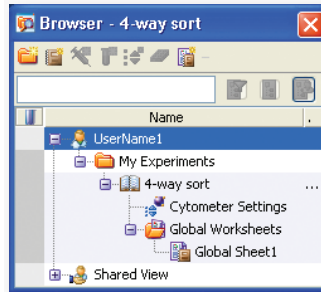 Browser - 4-way sort
Name .
UserName1
My Experiments
4-way sort ...
Cytometer Settings
Global Worksheets
Global Sheet1
Shared View